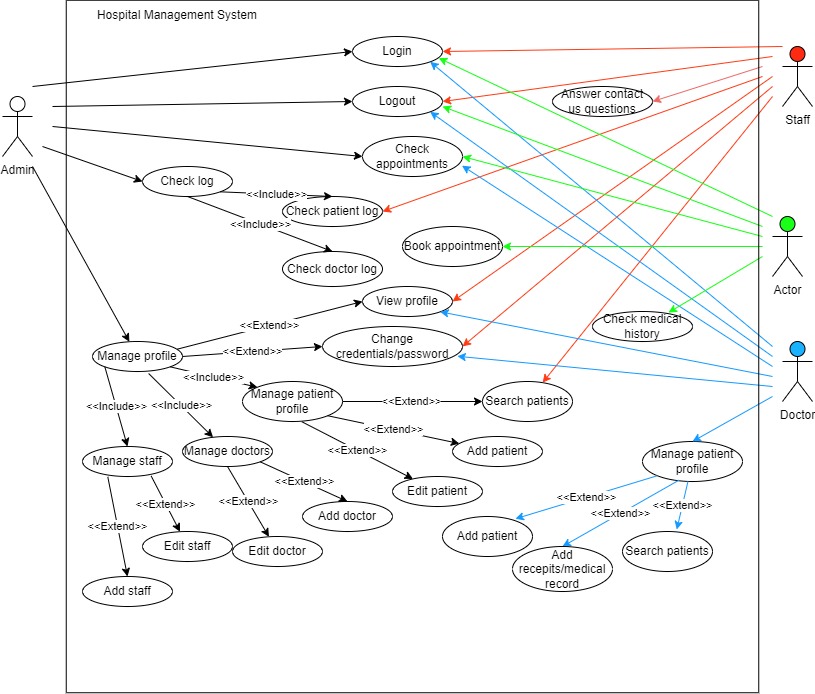 Hospital Management System
Login
Staff
Logout
Answer contact
us questions
Admin
Check
appointments
Check log
<<Include>>
Check patient log
<<Include>>
Book appointment
Check doctor log
Actor
View profile
<<Extend>>
Check medical
history
Change
credentials/password
<<Extend>>
Manage profile
<<Include>>
Manage patient
profile
<<Extend>>
Search patients
Doctor
<<Include>>
<<Include>>
<<Extend>>
Manage staff
Manage doctors
<<Extend>>
Add patient
Manage patient
profile
<<Extend>>
Edit patient
<<Extend>>
<<Extend>>
<<Extend>>
<<Extend>>
<<Extend>>
Add doctor
<<Extend>>
<<Extend>>
Edit staff
Edit doctor
Add patient
Add
recepits/medical
record
Search patients
Add staff